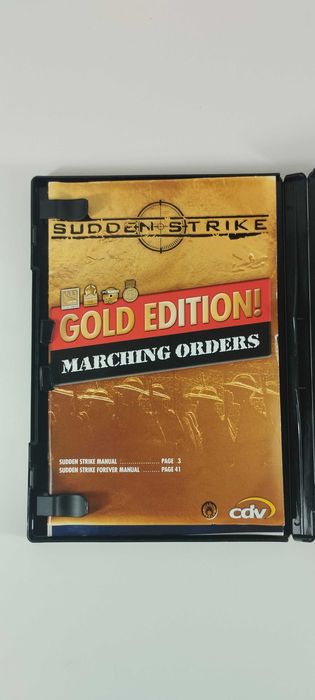 SUDDEN STRIKE
GOLD EDITION!
MARCHING ORDERS
SUDDEN STRIKE MANUAL ................ PAGE 3
SUDDEN STRIKE FOREVER MANUAL ........ PAGE 41
cdv